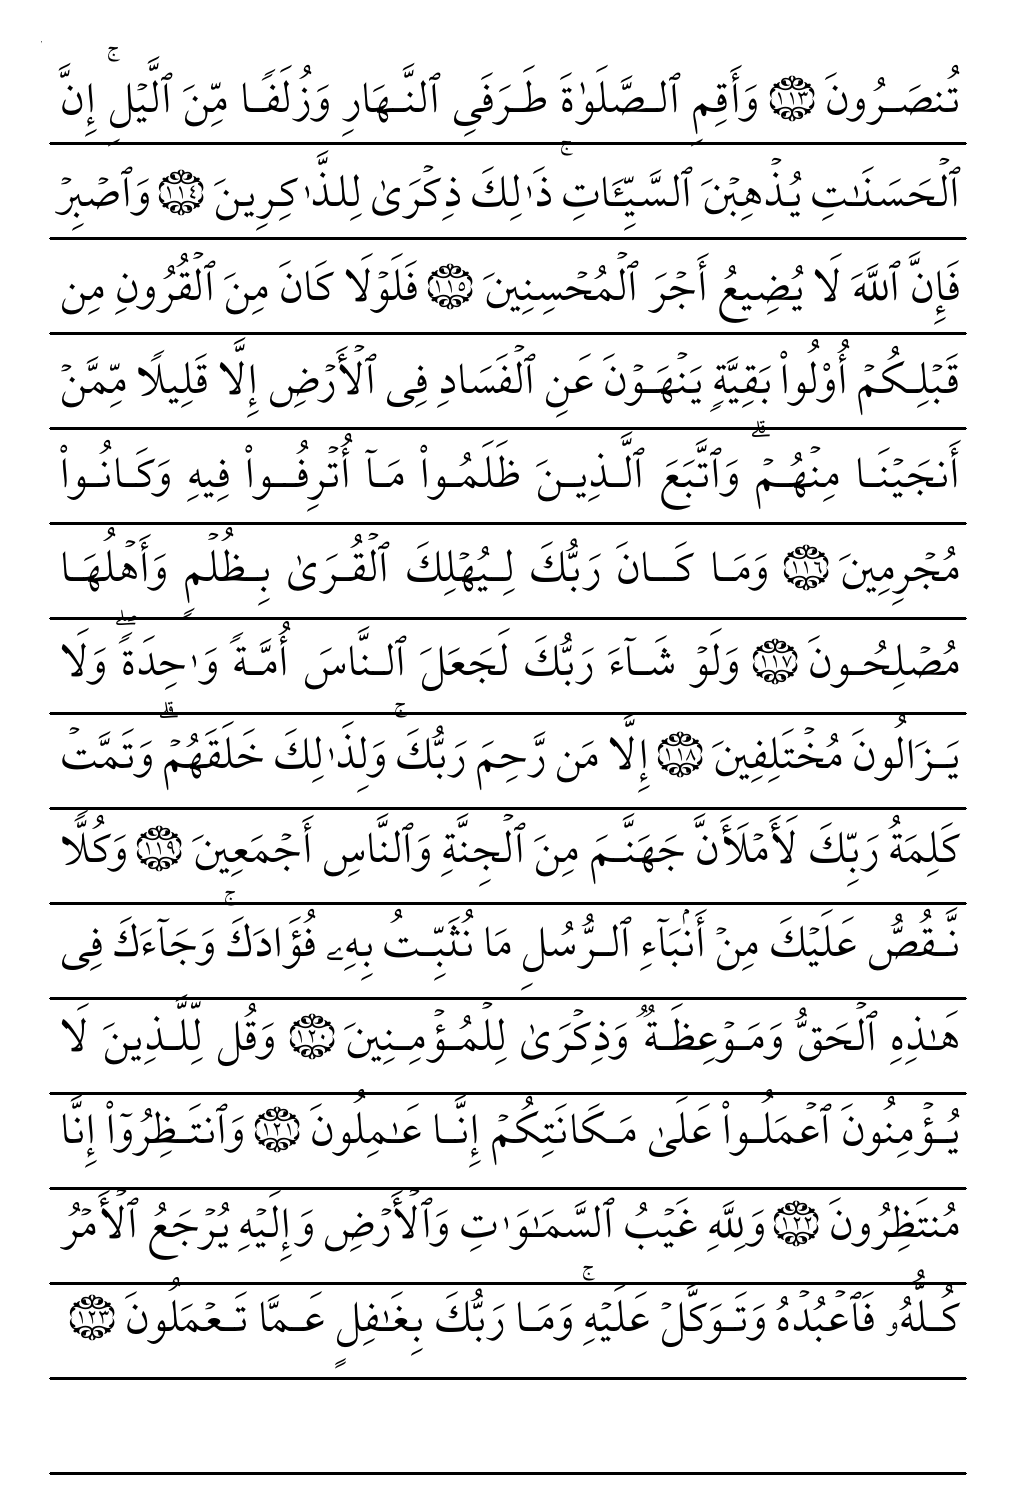 تُنصَرُونَ ﴿١١٣﴾ وَأَقِمِ ٱلصَّلَوٰةَ طَرَفَىِ ٱلنَّهَارِ وَزُلَفًا مِّنَ ٱلَّيْلِ ۚ إِنَّ
ٱلْحَسَنَـٰتِ يُذْهِبْنَ ٱلسَّيِّـَٔاتِ ۚ ذَٰلِكَ ذِكْرَىٰ لِلذَّٰكِرِينَ ﴿١١٤﴾ وَٱصْبِرْ
فَإِنَّ ٱللَّهَ لَا يُضِيعُ أَجْرَ ٱلْمُحْسِنِينَ ﴿١١٥﴾ فَلَوْلَا كَانَ مِنَ ٱلْقُرُونِ مِن
قَبْلِكُمْ أُو۟لُوا۟ بَقِيَّةٍ يَنْهَوْنَ عَنِ ٱلْفَسَادِ فِى ٱلْأَرْضِ إِلَّا قَلِيلًا مِّمَّنْ
أَنجَيْنَا مِنْهُمْ ۗ وَٱتَّبَعَ ٱلَّذِينَ ظَلَمُوا۟ مَآ أُتْرِفُوا۟ فِيهِ وَكَانُوا۟
مُجْرِمِينَ ﴿١١٦﴾ وَمَا كَانَ رَبُّكَ لِيُهْلِكَ ٱلْقُرَىٰ بِظُلْمٍ وَأَهْلُهَا
مُصْلِحُونَ ﴿١١٧﴾ وَلَوْ شَآءَ رَبُّكَ لَجَعَلَ ٱلنَّاسَ أُمَّةً وَٰحِدَةً ۖ وَلَا
يَزَالُونَ مُخْتَلِفِينَ ﴿١١٨﴾ إِلَّا مَن رَّحِمَ رَبُّكَ ۚ وَلِذَٰلِكَ خَلَقَهُمْ ۗ وَتَمَّتْ
كَلِمَةُ رَبِّكَ لَأَمْلَأَنَّ جَهَنَّمَ مِنَ ٱلْجِنَّةِ وَٱلنَّاسِ أَجْمَعِينَ ﴿١١٩﴾ وَكُلًّا
نَّقُصُّ عَلَيْكَ مِنْ أَنۢبَآءِ ٱلرُّسُلِ مَا نُثَبِّتُ بِهِۦ فُؤَادَكَ ۚ وَجَآءَكَ فِى
هَـٰذِهِ ٱلْحَقُّ وَمَوْعِظَةٌ وَذِكْرَىٰ لِلْمُؤْمِنِينَ ﴿١٢٠﴾ وَقُل لِّلَّذِينَ لَا
يُؤْمِنُونَ ٱعْمَلُوا۟ عَلَىٰ مَكَانَتِكُمْ إِنَّا عَـٰمِلُونَ ﴿١٢١﴾ وَٱنتَظِرُوٓا۟ إِنَّا
مُنتَظِرُونَ ﴿١٢٢﴾ وَلِلَّهِ غَيْبُ ٱلسَّمَـٰوَٰتِ وَٱلْأَرْضِ وَإِلَيْهِ يُرْجَعُ ٱلْأَمْرُ
كُلُّهُۥ فَٱعْبُدْهُ وَتَوَكَّلْ عَلَيْهِ ۚ وَمَا رَبُّكَ بِغَـٰفِلٍ عَمَّا تَعْمَلُونَ ﴿١٢٣﴾